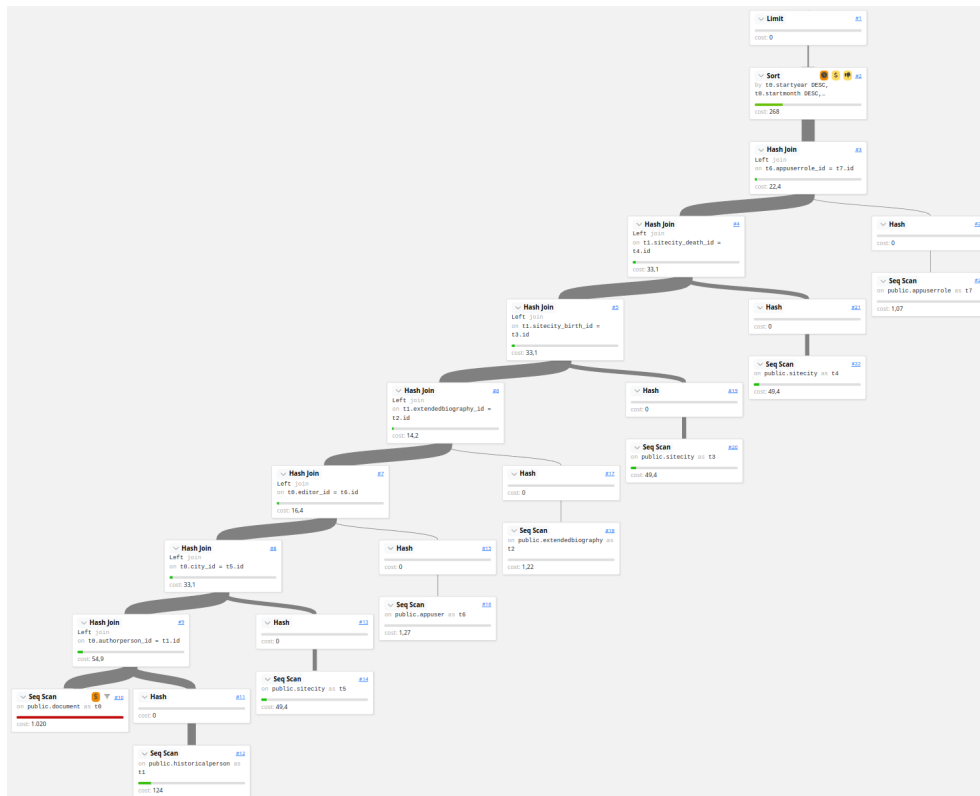 Limit #1
cost: 0
Sort $ #2
by t0.startyear DESC,
t0.startmonth DESC,…
cost: 268
Hash Join #3
Left join
on t6.appuserrole_id = t7.id
cost: 22,4
Hash Join #4
Left join
on t1.sitecity_death_id =
t4.id
cost: 33,1
Hash
cost: 0
Seq Scan
on public.appuserrole as t7
cost: 1,07
Hash Join #5
Left join
on t1.sitecity_birth_id =
t3.id
cost: 33,1
Hash #21
cost: 0
Seq Scan #22
on public.sitecity as t4
cost: 49,4
Hash Join #6
Left join
on t1.extendedbiography_id =
t2.id
cost: 14,2
Hash #19
cost: 0
Seq Scan #20
on public.sitecity as t3
cost: 49,4
Hash Join #7
Left join
on t0.editor_id = t6.id
cost: 16,4
Hash #17
cost: 0
Seq Scan #18
on public.extendedbiography as
t2
cost: 1,22
Hash Join #8
Left join
on t0.city_id = t5.id
cost: 33,1
Hash #15
cost: 0
Seq Scan #16
on public.appuser as t6
cost: 1,27
Hash Join #9
Left join
on t0.authorperson_id = t1.id
cost: 54,9
Hash #13
cost: 0
Seq Scan #14
on public.sitecity as t5
cost: 49,4
Seq Scan $ #10
on public.document as t0
cost: 1.020
Hash #11
cost: 0
Seq Scan #12
on public.historicalperson as
t1
cost: 124